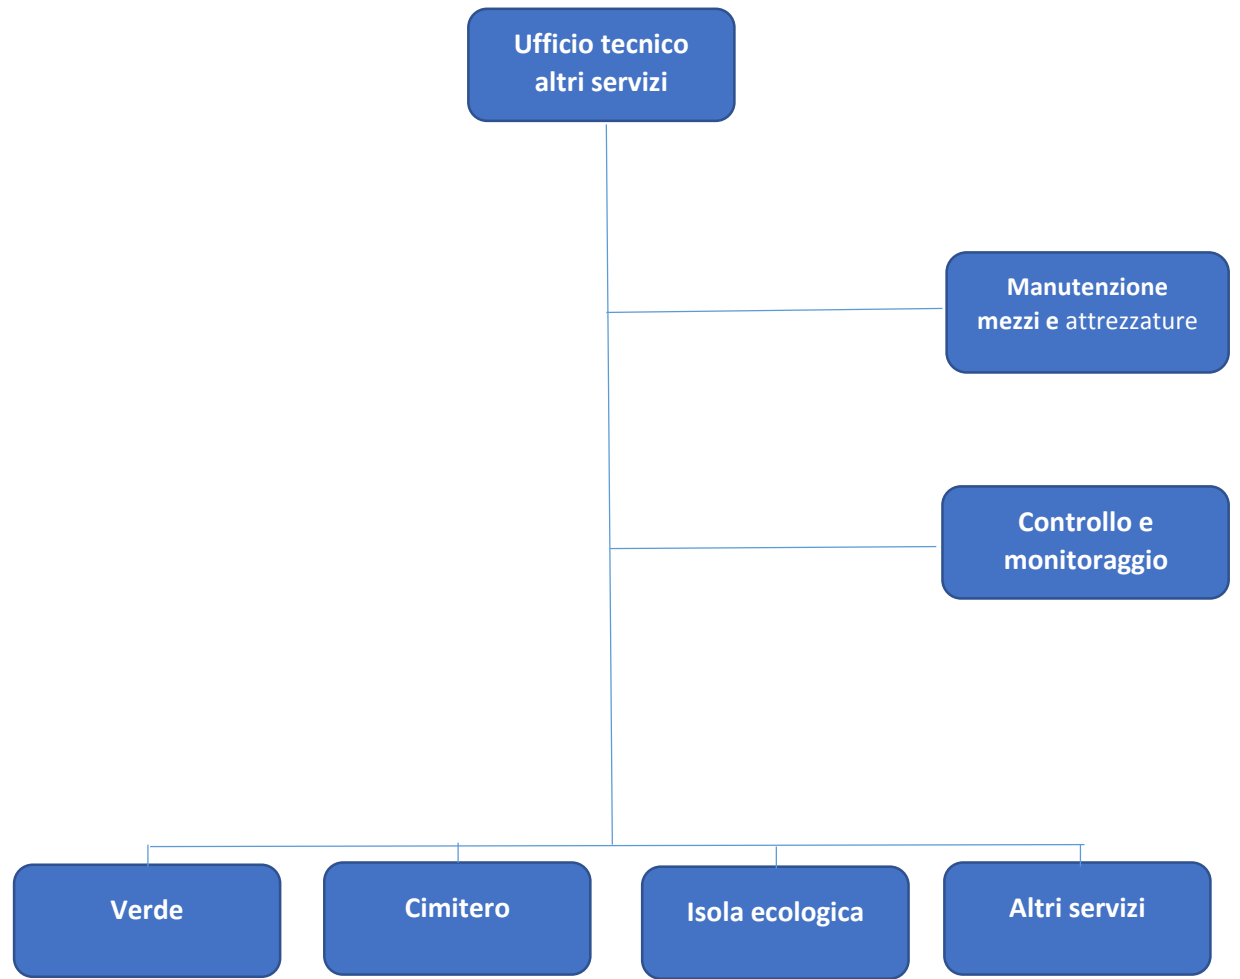 Ufficio tecnico
altri servizi
Manutenzione
mezzi e attrezzature
Controllo e
monitoraggio
Verde
Cimitero
Isola ecologica
Altri servizi